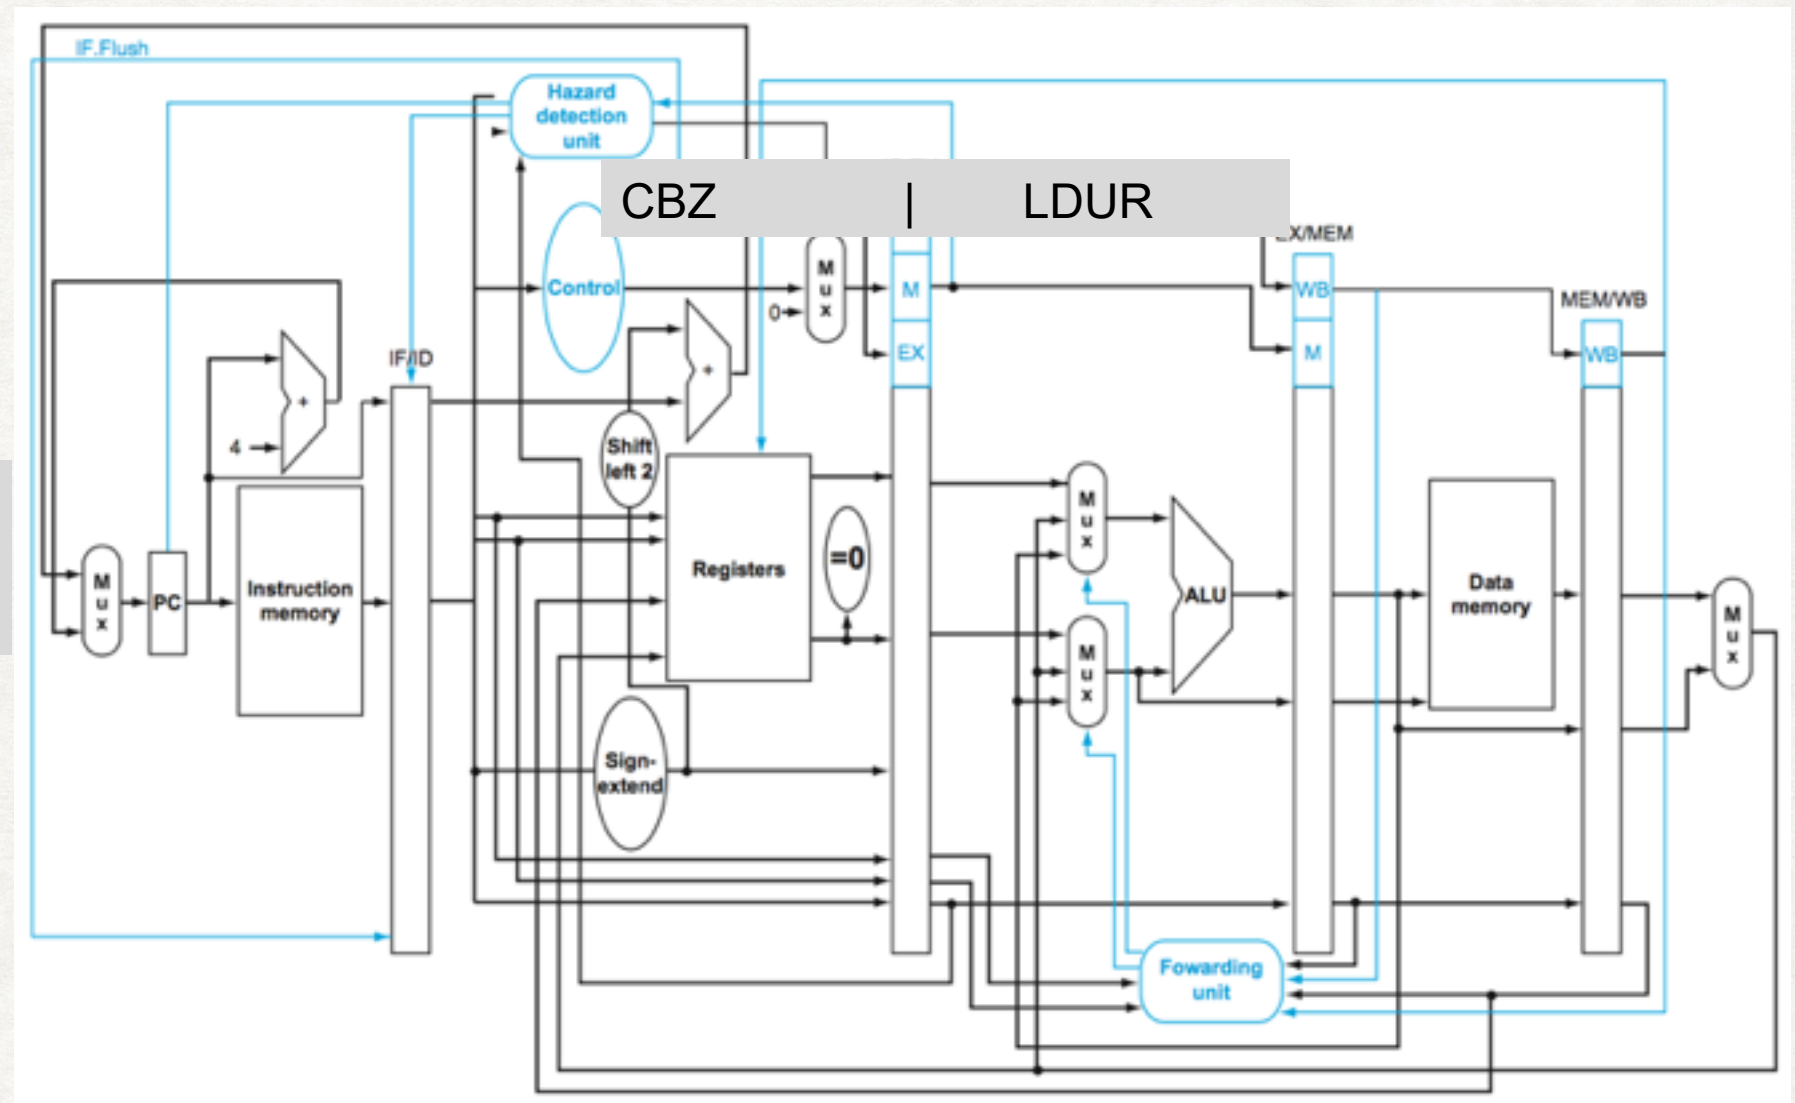 IF.Flush
Hazard
detection
unit
CBZ | LDUR
EX/MEM
M
u
x
Control
0
M
WB
MEM/WB
EX
M
WB
IF/ID
+
+
4
Shift
left 2
M
u
x
PC
Instruction
memory
Registers
=0
M
u
x
M
u
x
ALU
Data
memory
M
u
x
Sign-
extend
Fowarding
unit